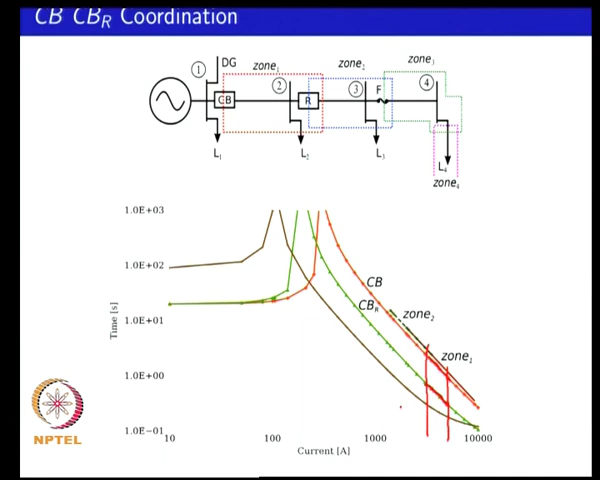 CB CB_R Coordination
DG
zone₁
zone₂
zone₃
1
2
3
4
CB
R
F
L₁
L₂
L₃
L₄
zone₄
1.0E+03
1.0E+02
1.0E+01
1.0E+00
1.0E−01
Time [s]
CB
CB_R
zone₂
zone₁
10
100
1000
10000
Current [A]
NPTEL